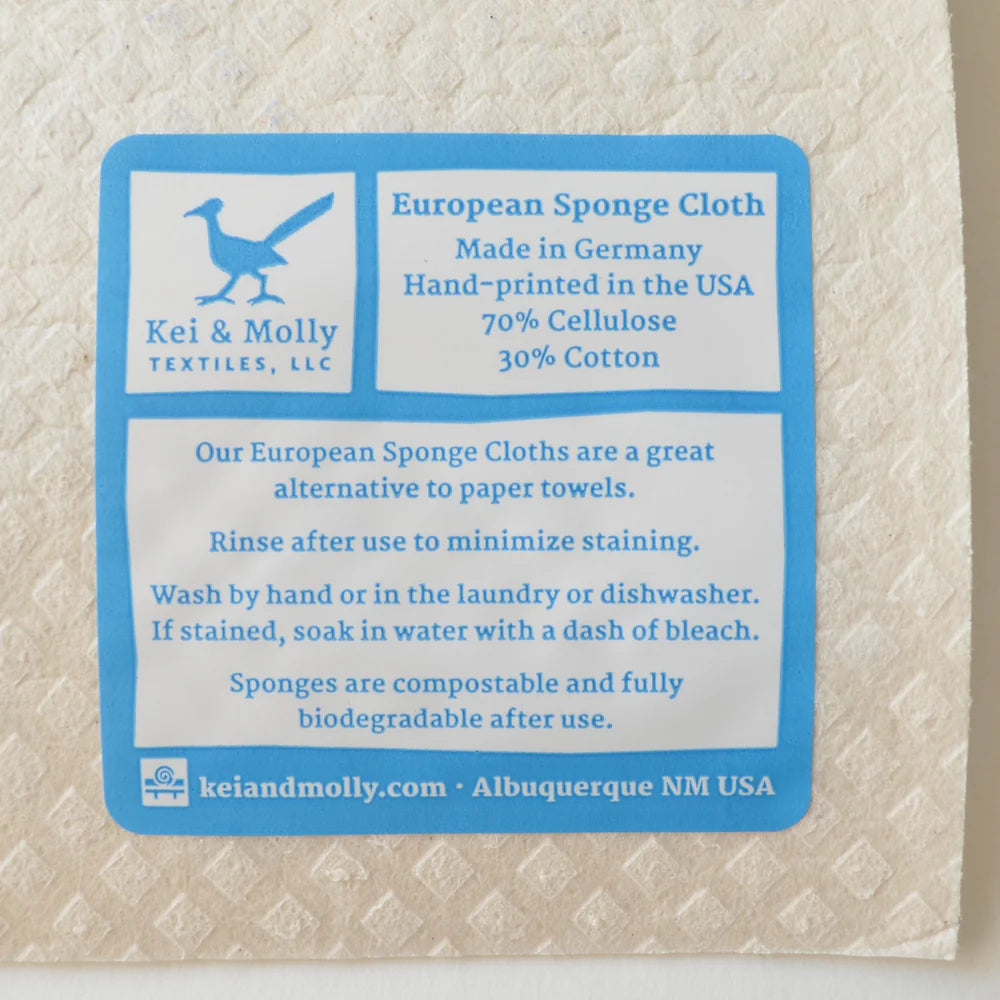 Kei & Molly
TEXTILES, LLC
European Sponge Cloth
Made in Germany
Hand-printed in the USA
70% Cellulose
30% Cotton
Our European Sponge Cloths are a great
alternative to paper towels.
Rinse after use to minimize staining.
Wash by hand or in the laundry or dishwasher.
If stained, soak in water with a dash of bleach.
Sponges are compostable and fully
biodegradable after use.
keiandmolly.com · Albuquerque NM USA